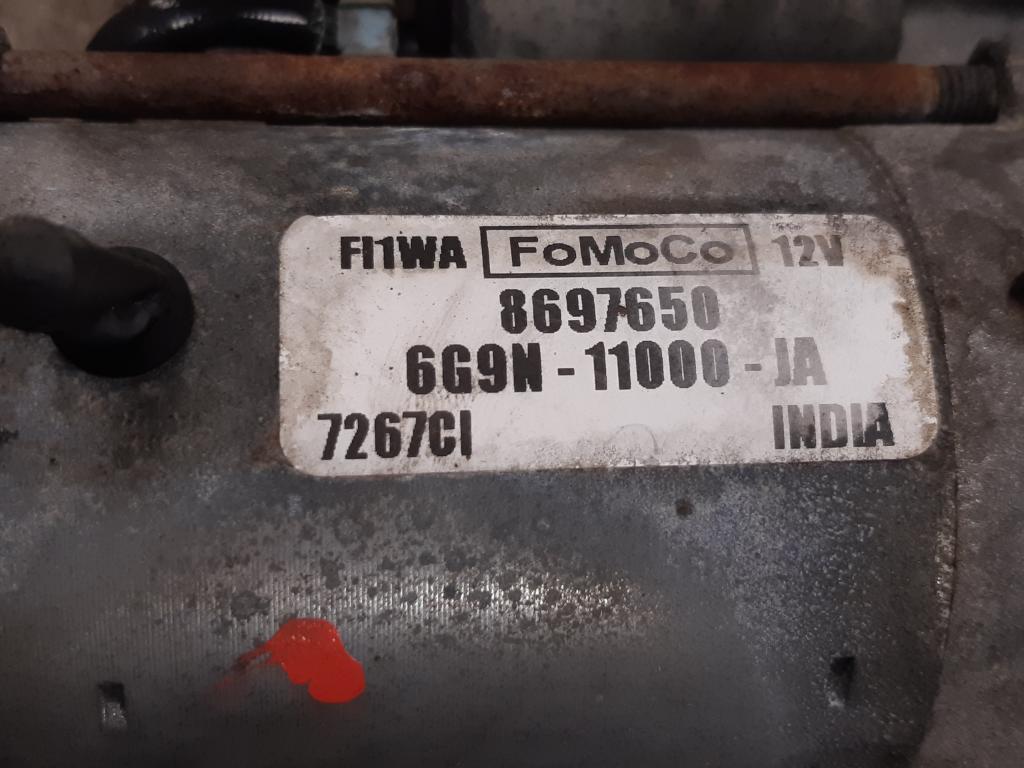 FI1WA FoMoCo 12V
8697650
6G9N-11000-JA
7267CI INDIA